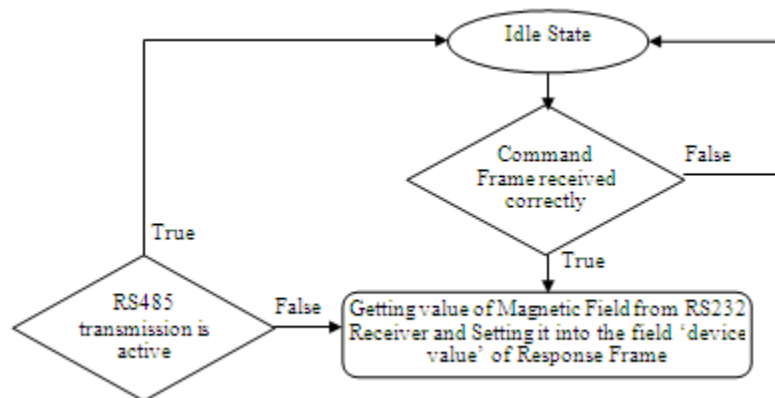 Idle State
Command
Frame received
correctly
False
True
True
RS485
transmission is
active
False
Getting value of Magnetic Field from RS232
Receiver and Setting it into the field ‘device
value’ of Response Frame